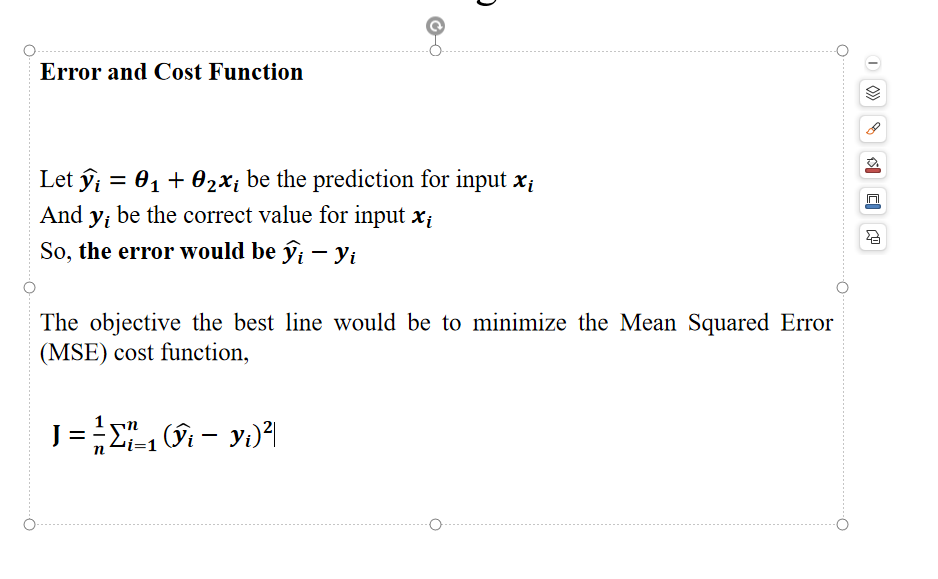 Error and Cost Function
Let ŷᵢ = θ₁ + θ₂xᵢ be the prediction for input xᵢ
And yᵢ be the correct value for input xᵢ
So, the error would be ŷᵢ − yᵢ
The objective the best line would be to minimize the Mean Squared Error
(MSE) cost function,
J = 1/n ∑ⁿᵢ₌₁ (ŷᵢ − yᵢ)²